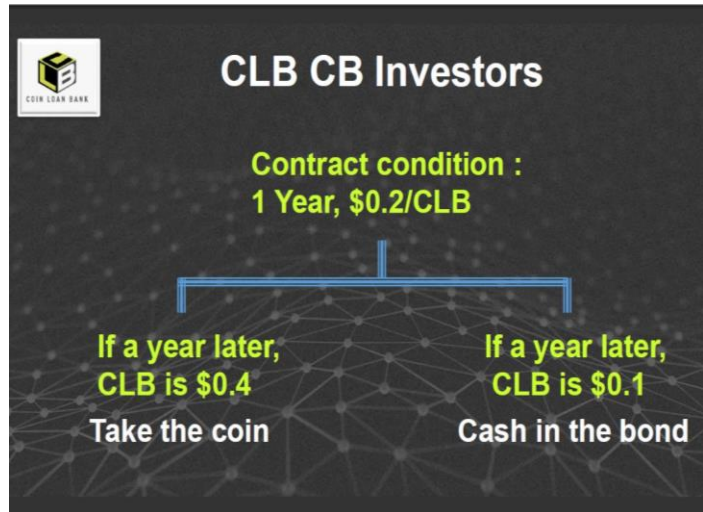 COIN LOAN BANK
CLB CB Investors
Contract condition :
1 Year, $0.2/CLB
If a year later,
CLB is $0.4
Take the coin
If a year later,
CLB is $0.1
Cash in the bond